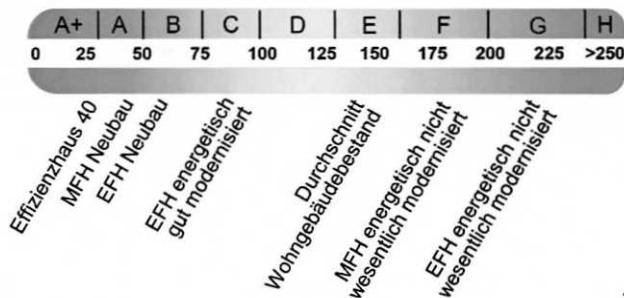 A+ A B C D E F G H
0 25 50 75 100 125 150 175 200 225 >250
Effizienzhaus 40
MFH Neubau
EFH Neubau
EFH energetisch
gut modernisiert
Durchschnitt
Wohngebäudebestand
MFH energetisch nicht
wesentlich modernisiert
EFH energetisch nicht
wesentlich modernisiert